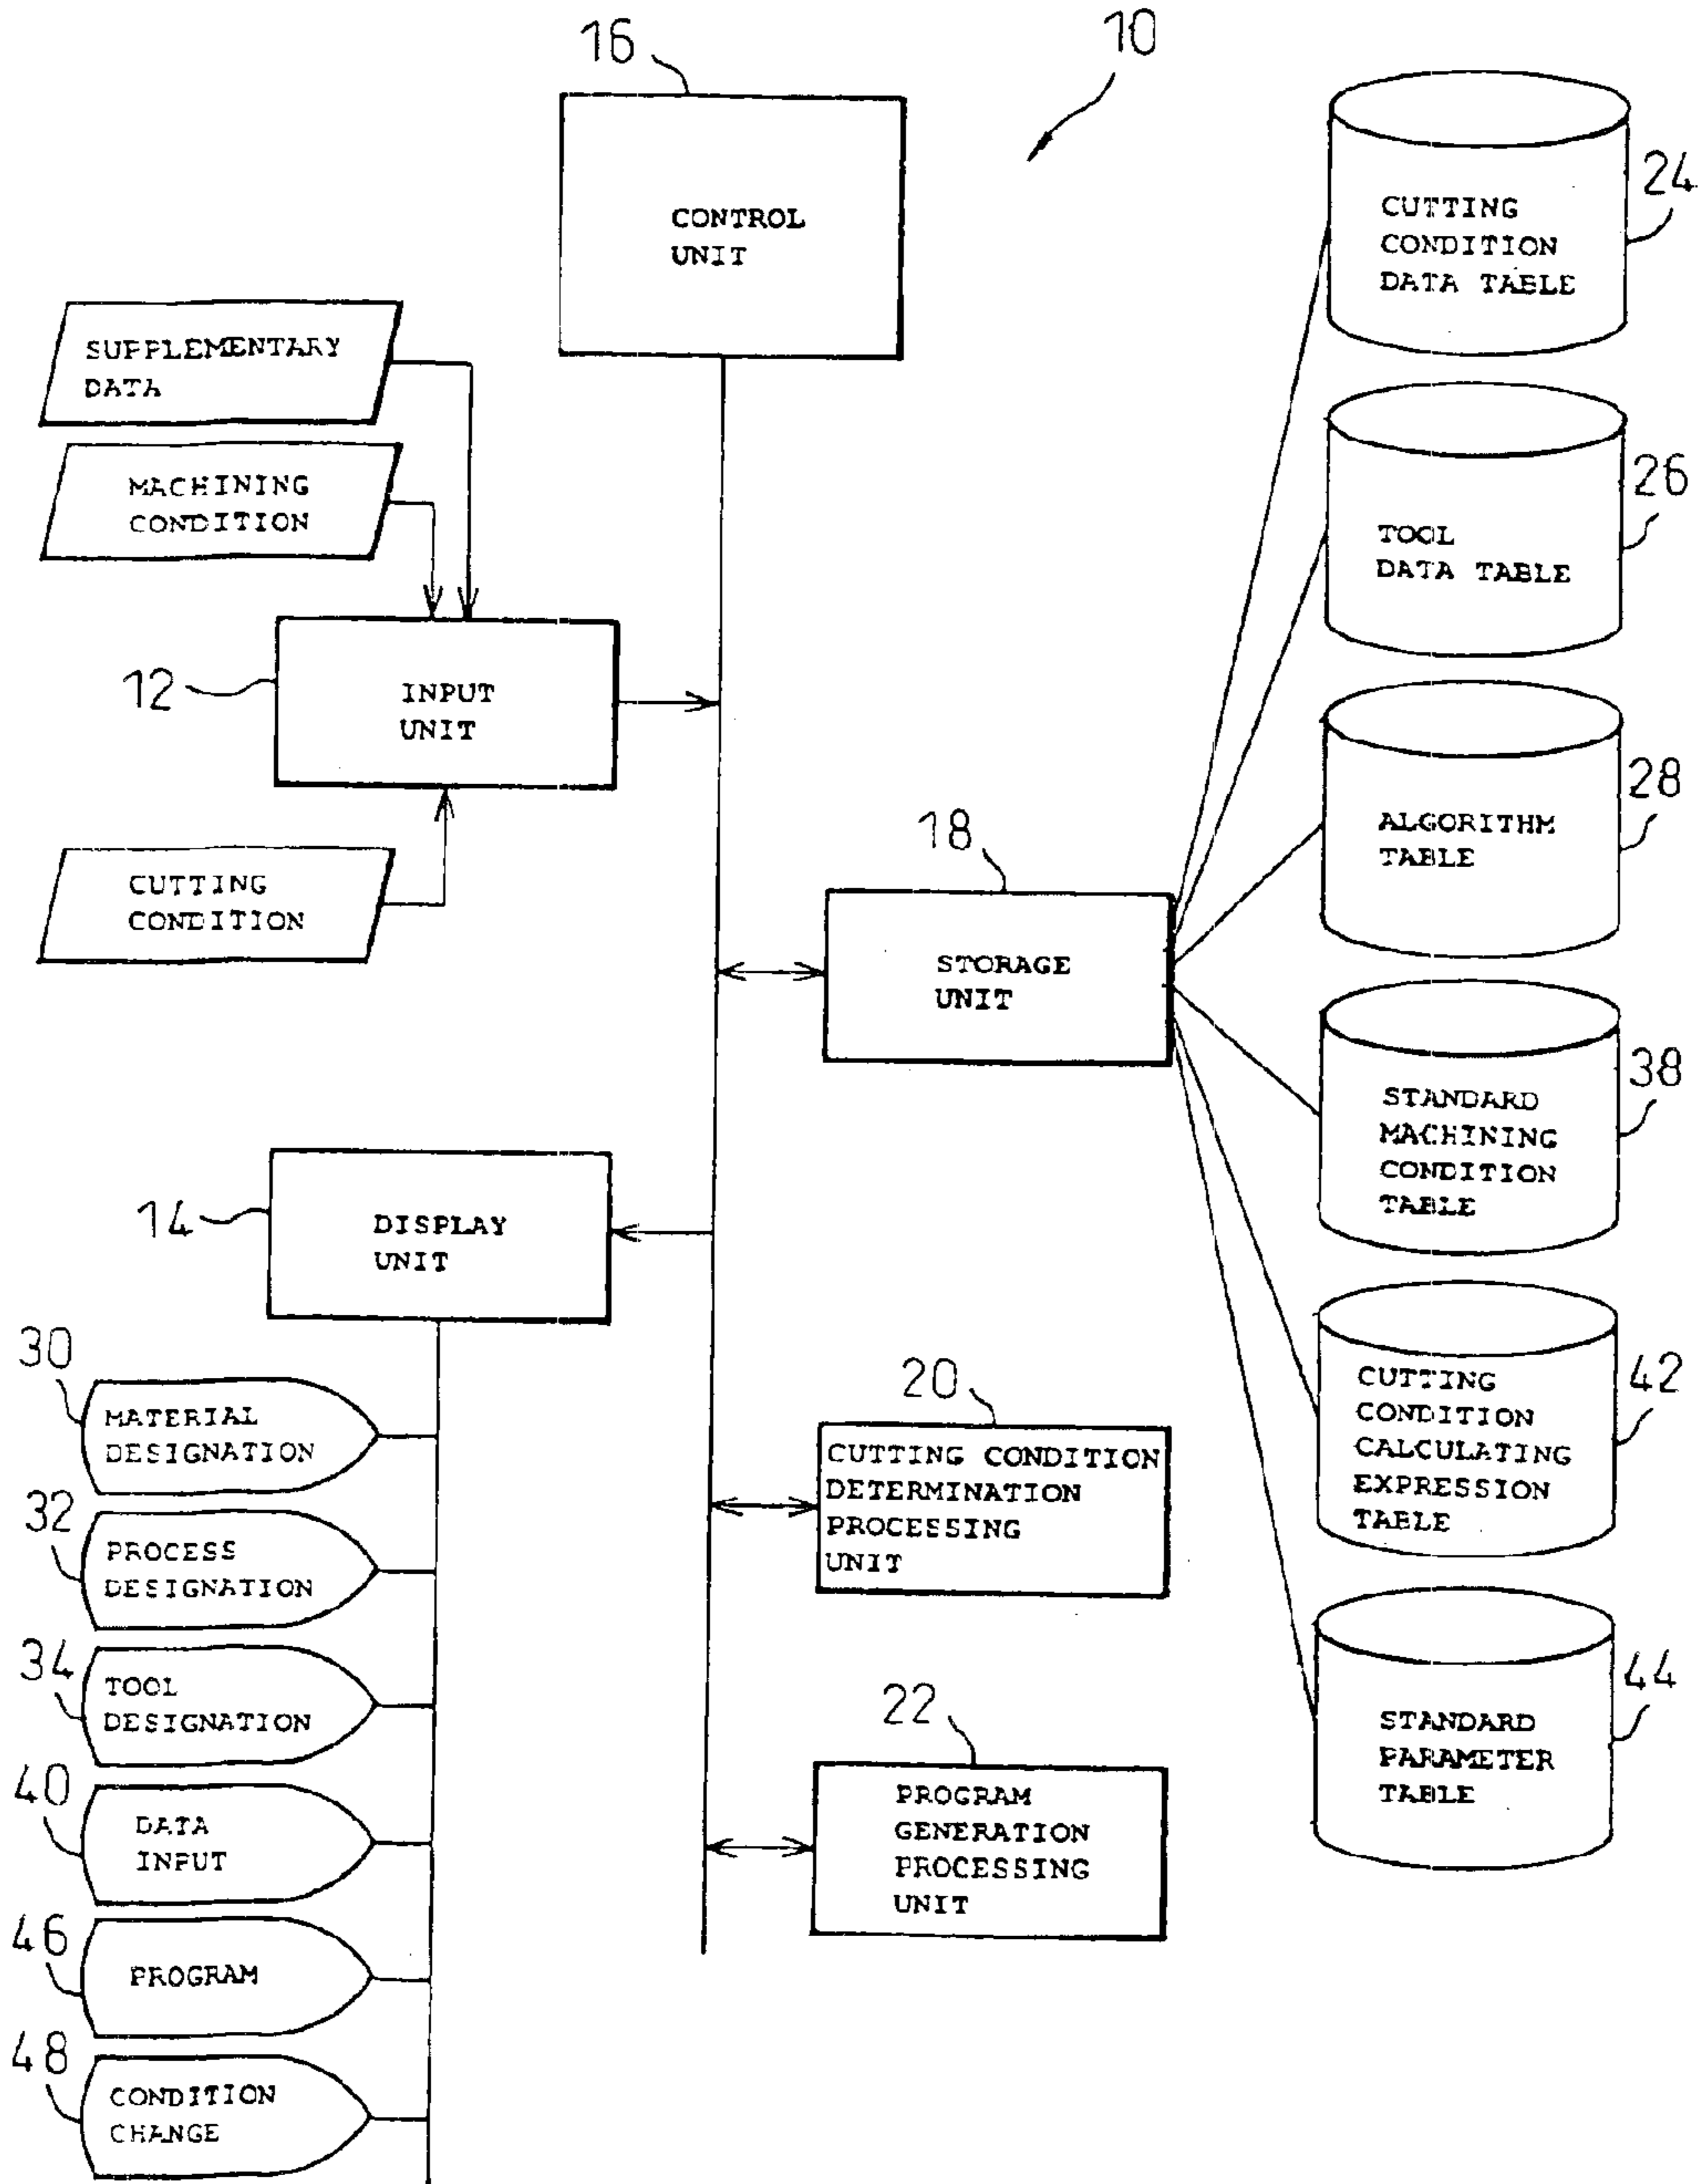 16
10
CONTROL
UNIT
24
CUTTING
CONDITION
DATA TABLE
SUPPLEMENTARY
DATA
MACHINING
CONDITION
26
TOOL
DATA TABLE
12
INPUT
UNIT
28
ALGORITHM
TABLE
CUTTING
CONDITION
18
STORAGE
UNIT
38
STANDARD
MACHINING
CONDITION
TABLE
14
DISPLAY
UNIT
42
CUTTING
CONDITION
CALCULATING
EXPRESSION
TABLE
30
MATERIAL
DESIGNATION
20
CUTTING CONDITION
DETERMINATION
PROCESSING
UNIT
32
PROCESS
DESIGNATION
34
TOOL
DESIGNATION
44
STANDARD
PARAMETER
TABLE
22
PROGRAM
GENERATION
PROCESSING
UNIT
40
DATA
INPUT
46
PROGRAM
48
CONDITION
CHANGE